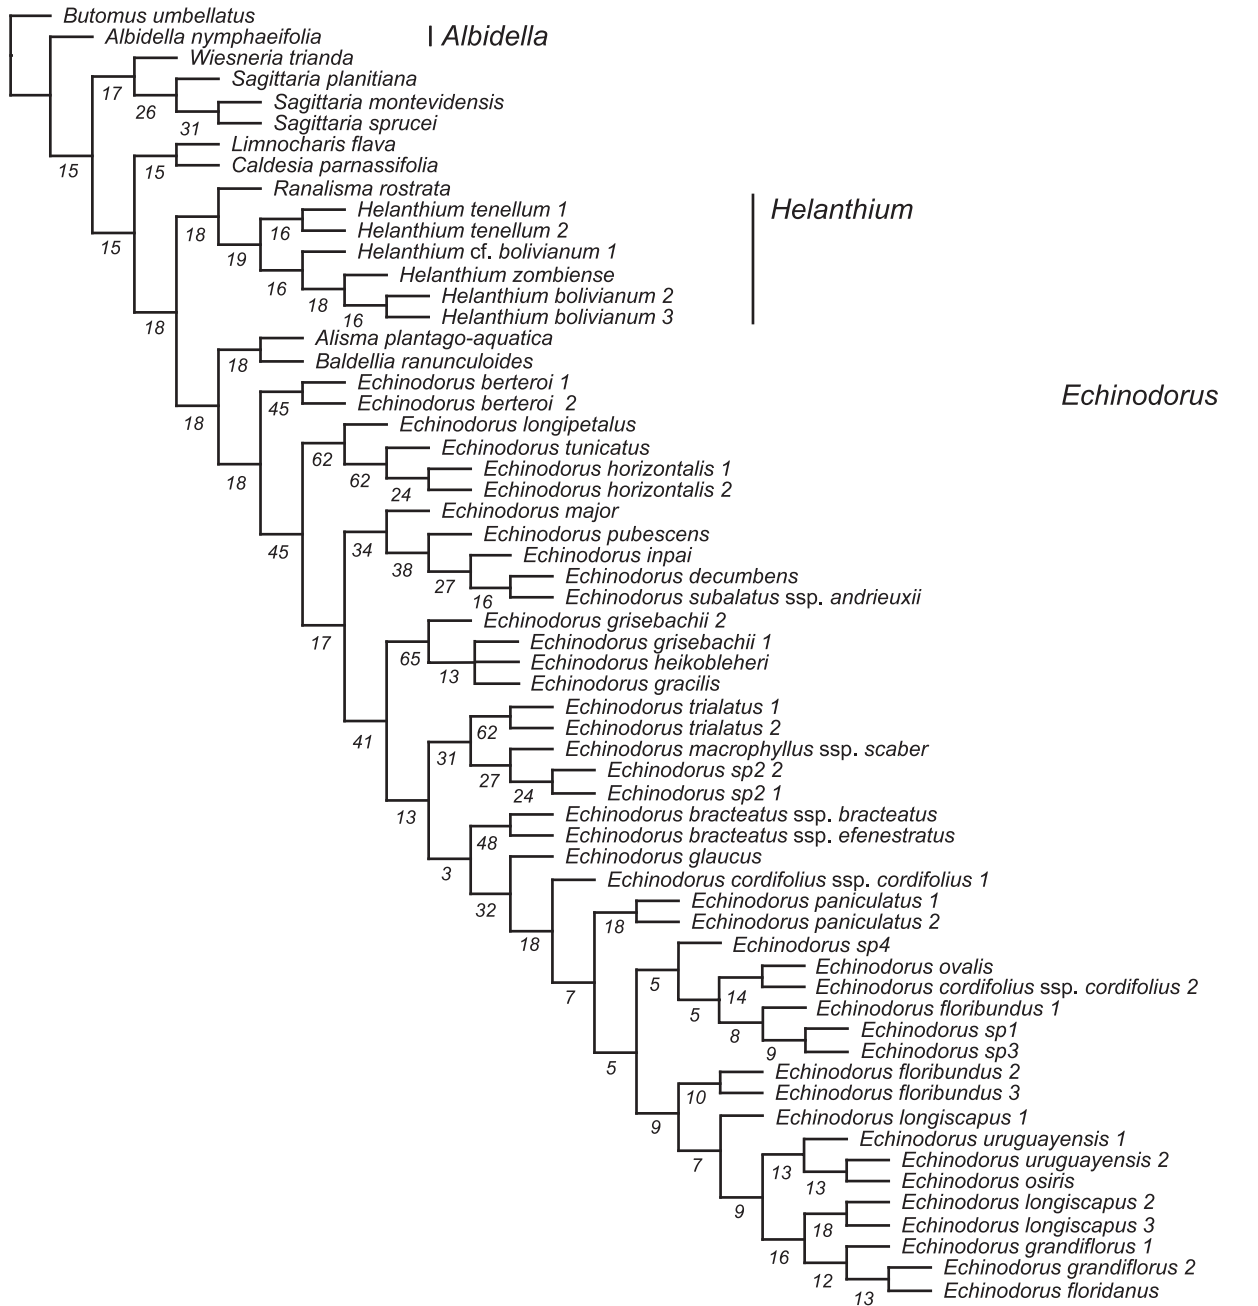 Butomus umbellatus
Albidella nymphaeifolia
Albidella
Wiesneria trianda
17
Sagittaria planitiana
26
Sagittaria montevidensis
31
Sagittaria sprucei
Limnocharis flava
15
15
Caldesia parnassifolia
Ranalisma rostrata
Helanthium
Helanthium tenellum 1
18
16
Helanthium tenellum 2
15
19
Helanthium cf. bolivianum 1
Helanthium zombiense
16
Helanthium bolivianum 2
18
Helanthium bolivianum 3
18
16
Alisma plantago-aquatica
18
Baldellia ranunculoides
Echinodorus berteroi 1
Echinodorus
45
Echinodorus berteroi 2
18
Echinodorus longipetalus
Echinodorus tunicatus
62
Echinodorus horizontalis 1
18
62
Echinodorus horizontalis 2
24
Echinodorus major
Echinodorus pubescens
45
34
Echinodorus inpai
38
Echinodorus decumbens
27
Echinodorus subalatus ssp. andrieuxii
16
Echinodorus grisebachii 2
17
Echinodorus grisebachii 1
65
Echinodorus heikobleheri
13
Echinodorus gracilis
Echinodorus trialatus 1
62
Echinodorus trialatus 2
41
31
Echinodorus macrophyllus ssp. scaber
Echinodorus sp2 2
27
Echinodorus sp2 1
24
13
Echinodorus bracteatus ssp. bracteatus
48
Echinodorus bracteatus ssp. efenestratus
Echinodorus glaucus
3
Echinodorus cordifolius ssp. cordifolius 1
Echinodorus paniculatus 1
32
18
Echinodorus paniculatus 2
18
Echinodorus sp4
Echinodorus ovalis
5
Echinodorus cordifolius ssp. cordifolius 2
7
14
Echinodorus floribundus 1
5
Echinodorus sp1
8
Echinodorus sp3
9
5
Echinodorus floribundus 2
10
Echinodorus floribundus 3
Echinodorus longiscapus 1
9
Echinodorus uruguayensis 1
7
Echinodorus uruguayensis 2
13
Echinodorus osiris
13
Echinodorus longiscapus 2
9
Echinodorus longiscapus 3
18
Echinodorus grandiflorus 1
16
Echinodorus grandiflorus 2
12
Echinodorus floridanus
13